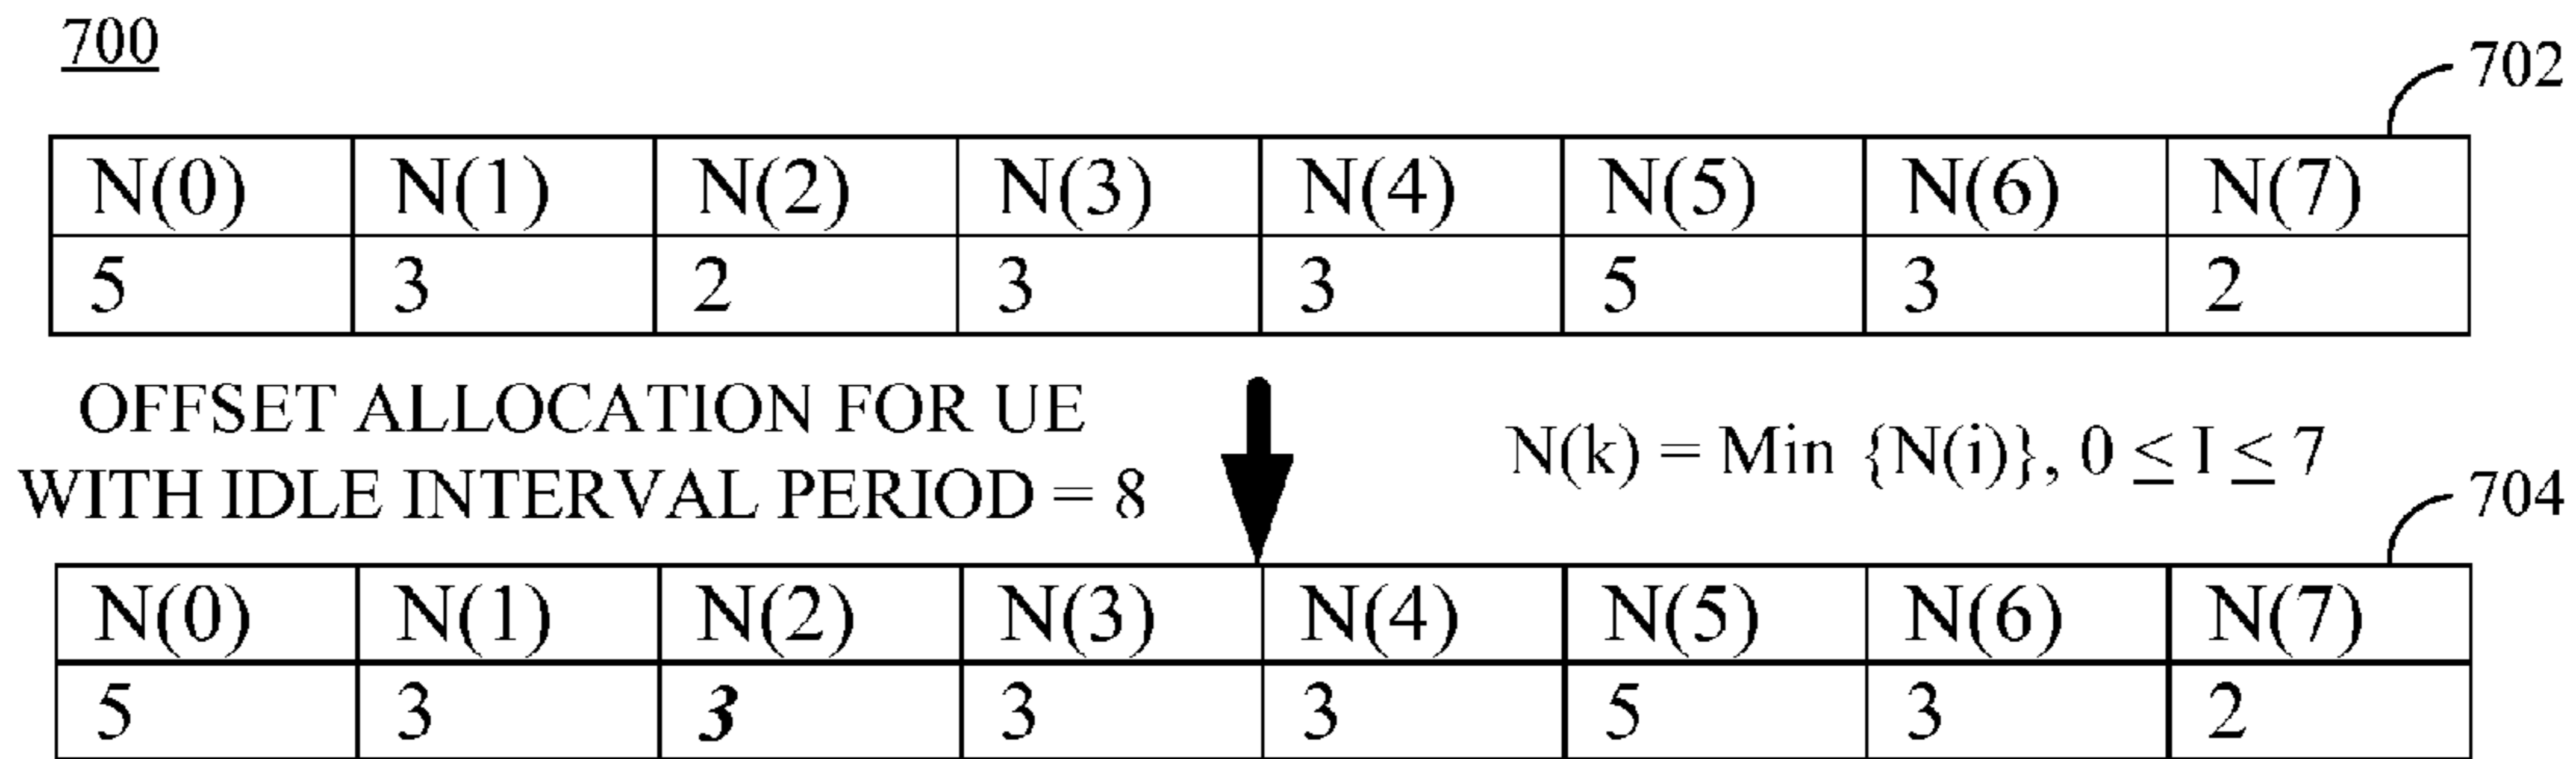 700
702
N(0) N(1) N(2) N(3) N(4) N(5) N(6) N(7)
5 3 2 3 3 5 3 2
OFFSET ALLOCATION FOR UE
WITH IDLE INTERVAL PERIOD = 8
N(k) = Min {N(i)}, 0 ≤ I ≤ 7
704
N(0) N(1) N(2) N(3) N(4) N(5) N(6) N(7)
5 3 3 3 3 5 3 2